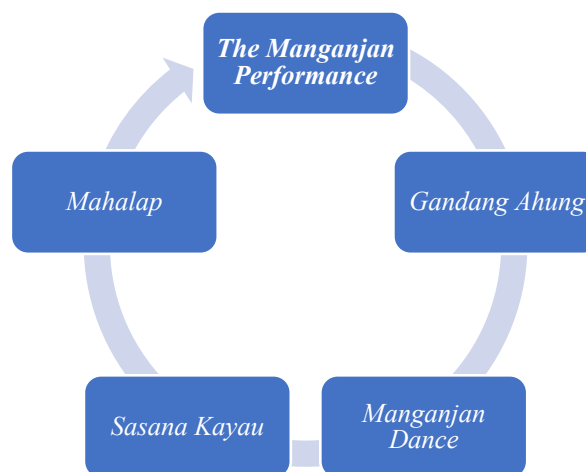 The Manganjan
Performance
Gandang Ahung
Manganjan
Dance
Sasana Kayau
Mahalap